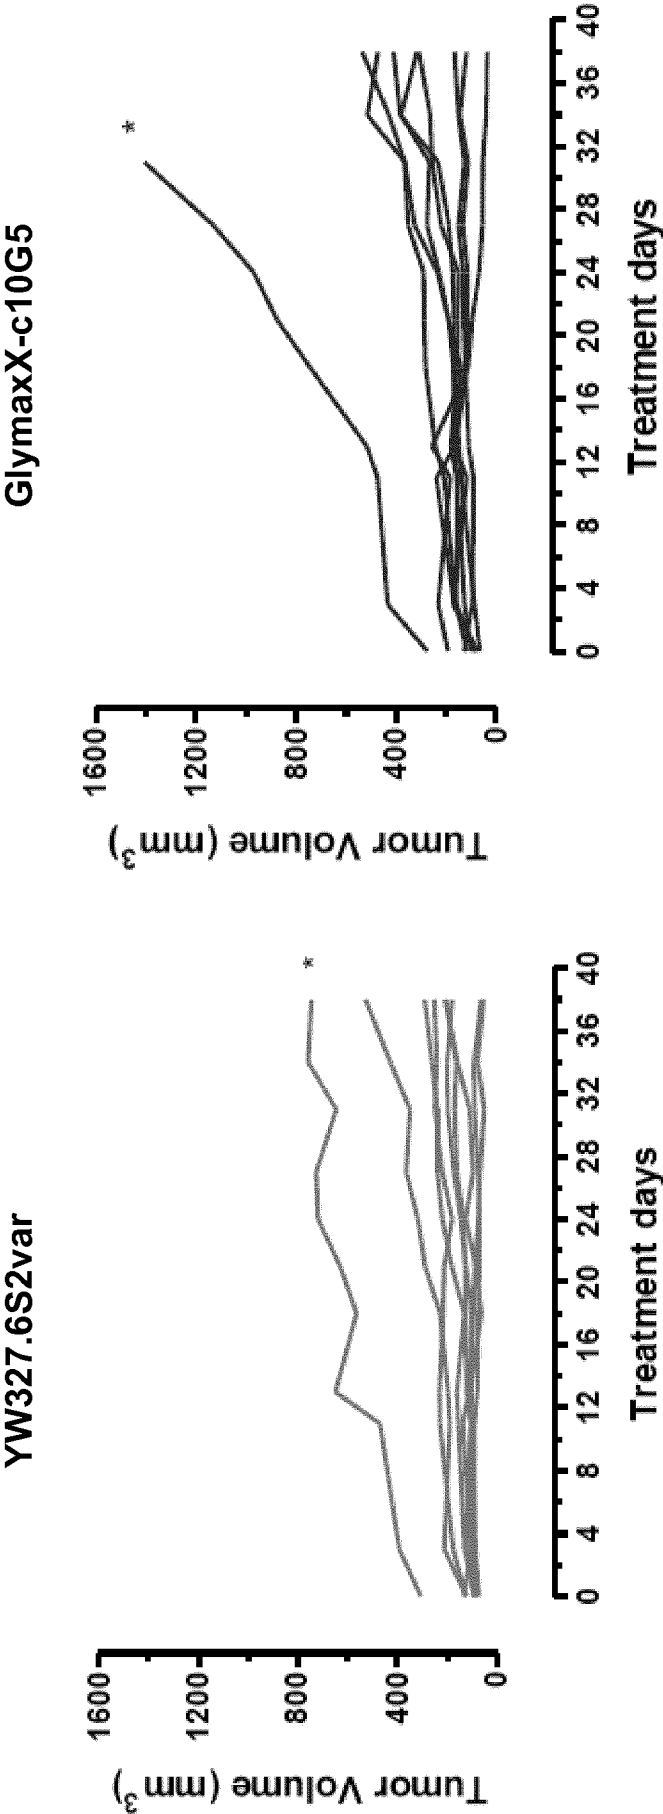 YW327.6S2var
Tumor Volume (mm³)
1600
1200
800
400
0
*
0 4 8 12 16 20 24 28 32 36 40
Treatment days
GlymaxX-c10G5
Tumor Volume (mm³)
1600
1200
800
400
0
*
0 4 8 12 16 20 24 28 32 36 40
Treatment days